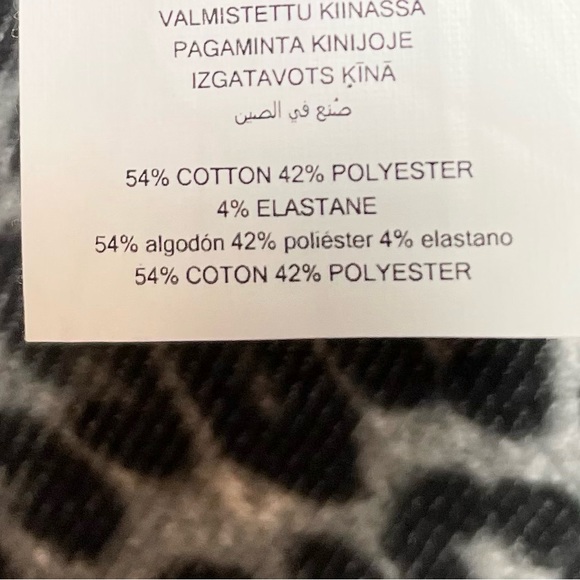 VALMISTETTU KIINASSA
PAGAMINTA KINIJOJE
IZGATAVOTS ĶĪNĀ
صُنع في الصين
54% COTTON 42% POLYESTER
4% ELASTANE
54% algodón 42% poliéster 4% elastano
54% COTON 42% POLYESTER